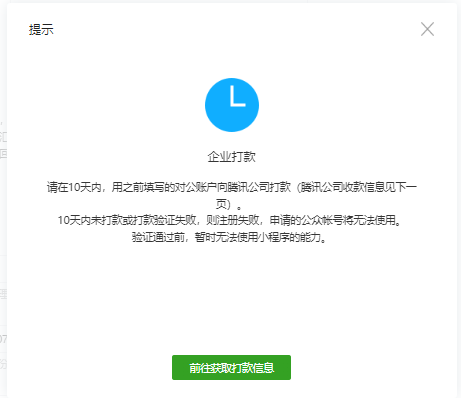 提示
企业打款
请在10天内，用之前填写的对公账户向腾讯公司打款（腾讯公司收款信息见下一
页）。
10天内未打款或打款验证失败，则注册失败，申请的公众帐号将无法使用。
验证通过前，暂时无法使用小程序的能力。
前往获取打款信息